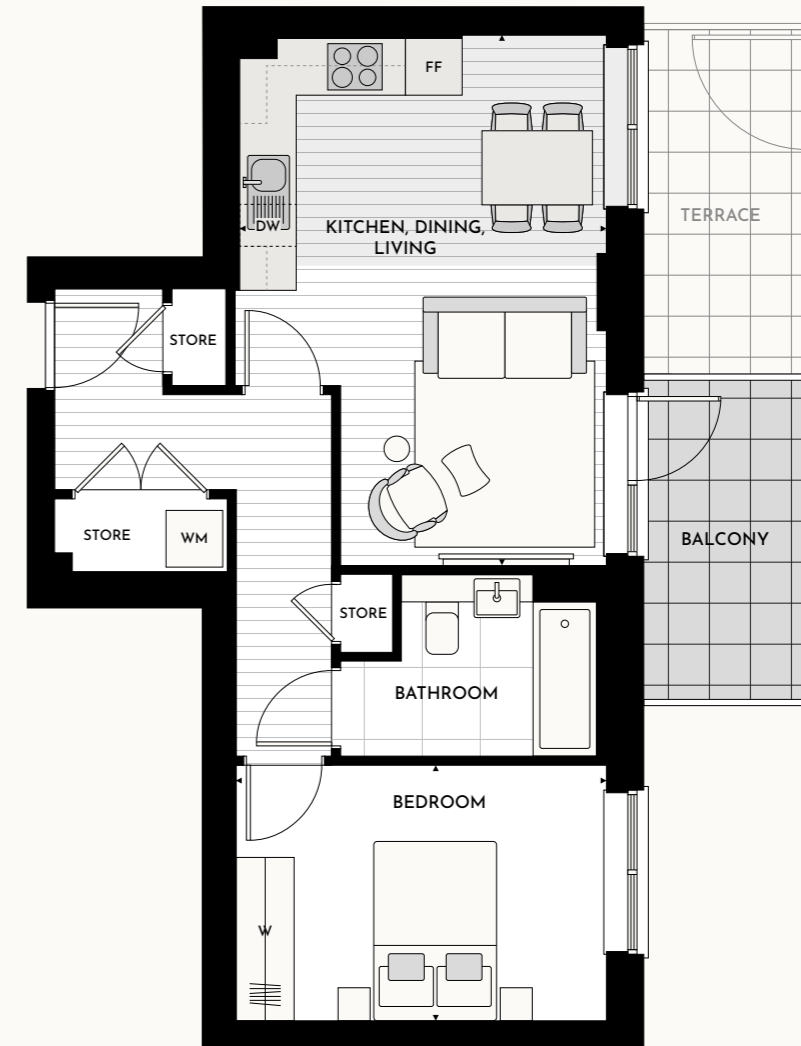 FF
TERRACE
DW
KITCHEN, DINING,
LIVING
STORE
STORE
WM
BALCONY
STORE
BATHROOM
BEDROOM
W